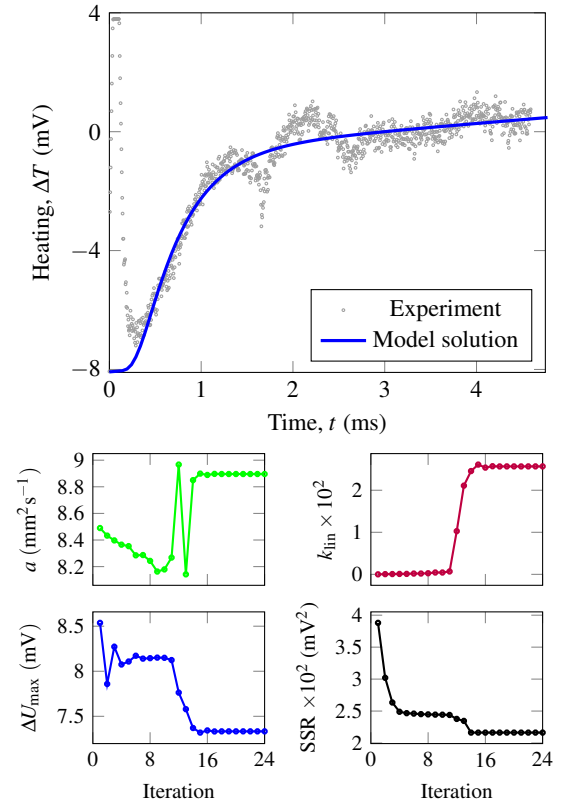 4
0
−4
−8
Heating, ΔT (mV)
Experiment
Model solution
0 1 2 3 4
Time, t (ms)
9
8.8
8.6
8.4
8.2
a (mm²s⁻¹)
2
1
0
k_lin × 10²
8.5
8
7.5
ΔU_max (mV)
0 8 16 24
Iteration
4
3.5
3
2.5
2
SSR ×10² (mV²)
0 8 16 24
Iteration